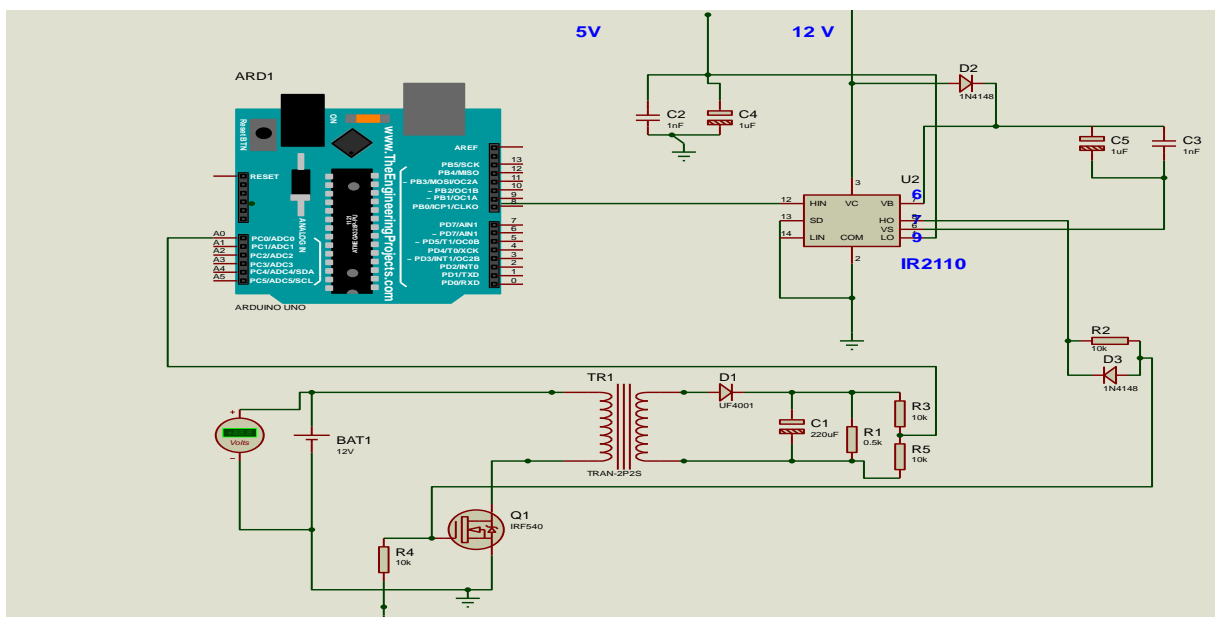 5V
12 V
ARD1
Reset BTN
ON
www.TheEngineeringProjects.com
ANALOG IN
ARDUINO UNO
RESET
A0 PC0/ADC0
A1 PC1/ADC1
A2 PC2/ADC2
A3 PC3/ADC3
A4 PC4/ADC4/SDA
A5 PC5/ADC5/SCL
AREF
PB5/SCK 13
PB4/MISO 12
~ PB3/MOSI/OC2A 11
~ PB2/OC1B 10
~ PB1/OC1A 9
PB0/ICP1/CLKO 8
PD7/AIN1 7
~ PD7/AIN1 6
~ PD5/T1/OC0B 5
PD4/T0/XCK 4
~ PD3/INT1/OC2B 3
PD2/INT0 2
PD1/TXD 1
PD0/RXD 0
C2
1nF
C4
1uF
D2
1N4148
C5
1uF
C3
1nF
U2
12 HIN
13 SD
14 LIN
3
VC
COM
2
VB 6
HO 7
VS
LO 9
IR2110
R2
10k
D3
1N4148
TR1
TRAN-2P2S
D1
UF4001
C1
220uF
R1
0.5k
R3
10k
R5
10k
+
Volts
BAT1
12V
Q1
IRF540
R4
10k